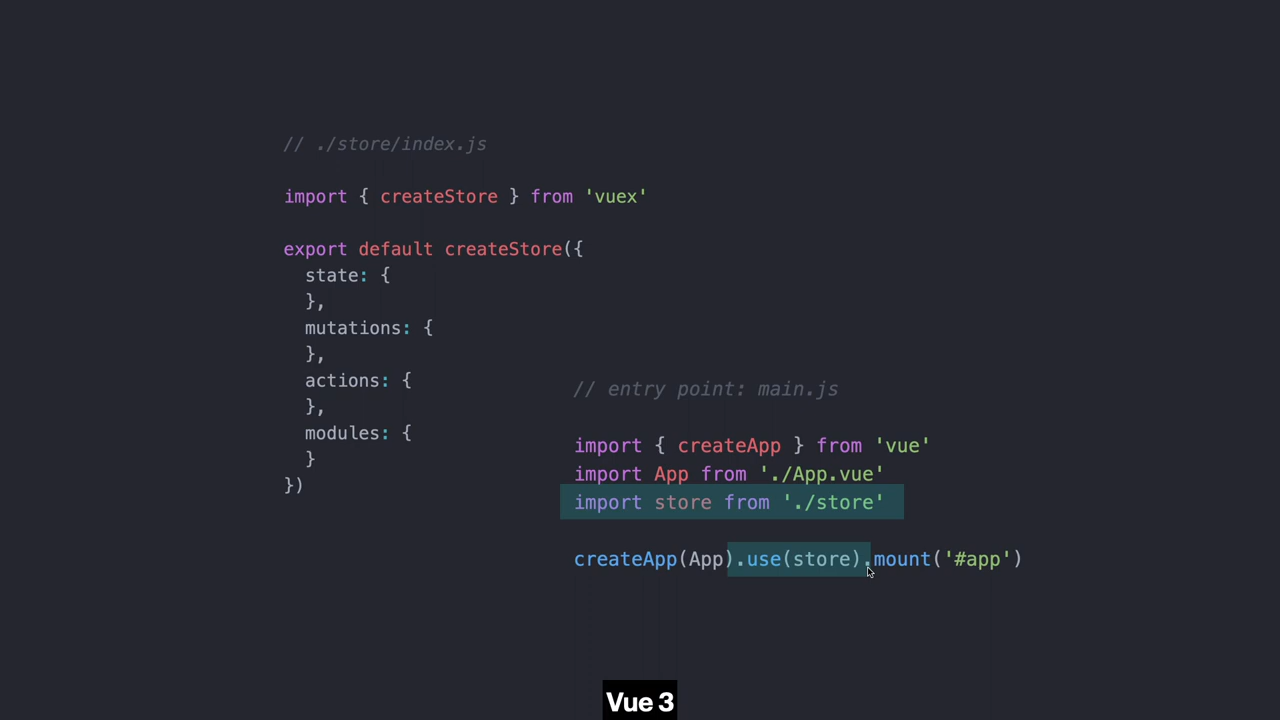 // ./store/index.js
import { createStore } from 'vuex'
export default createStore({
  state: {
  },
  mutations: {
  },
  actions: {
  },
  modules: {
  }
})
// entry point: main.js
import { createApp } from 'vue'
import App from './App.vue'
import store from './store'
createApp(App).use(store).mount('#app')
Vue 3